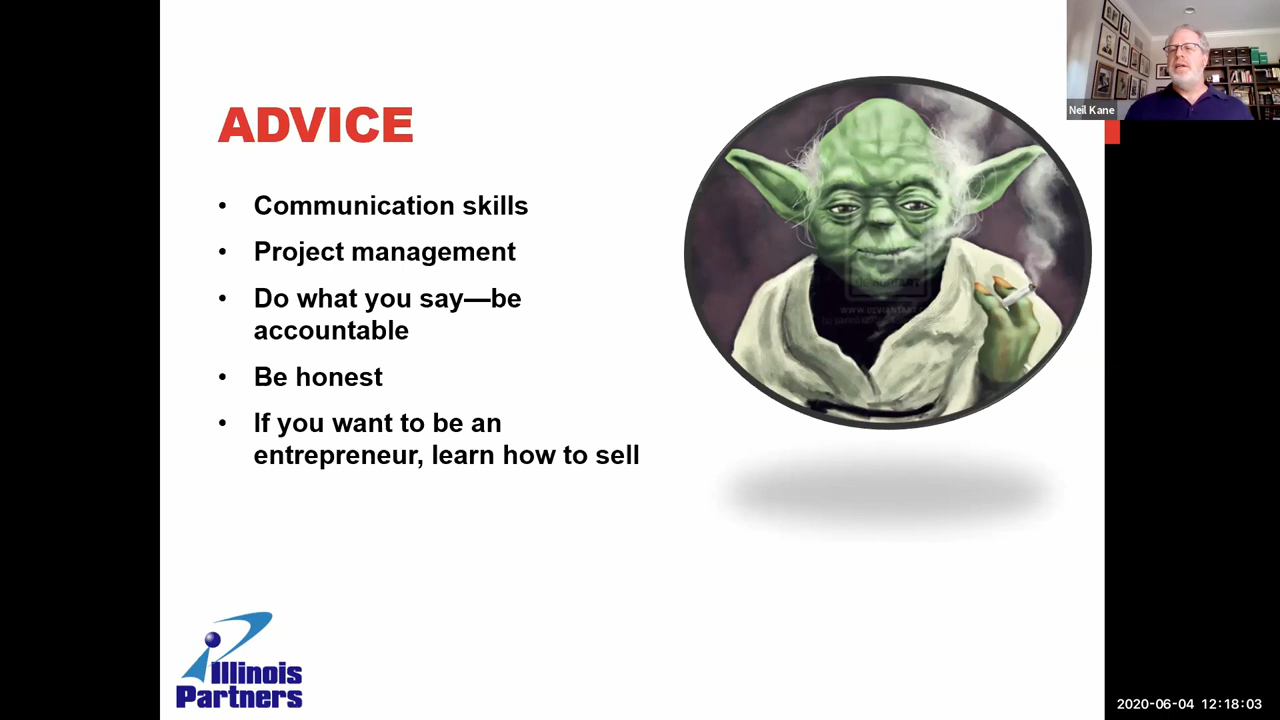 Neil Kane
ADVICE
• Communication skills
• Project management
• Do what you say—be
accountable
• Be honest
• If you want to be an
entrepreneur, learn how to sell
Illinois
Partners
2020-06-04 12:18:03